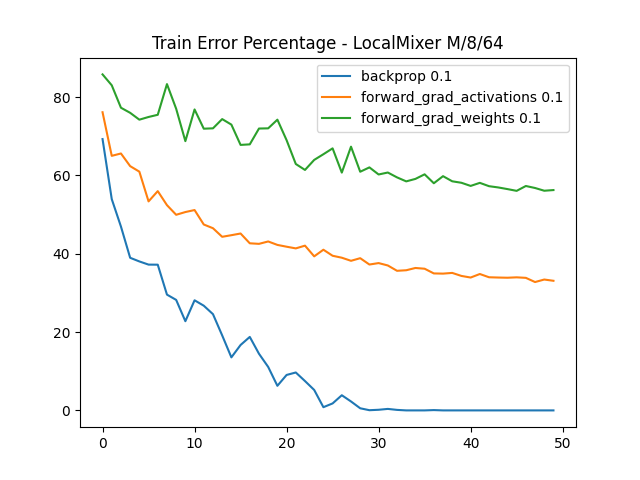 Train Error Percentage - LocalMixer M/8/64
backprop 0.1
forward_grad_activations 0.1
forward_grad_weights 0.1
80
60
40
20
0
0 10 20 30 40 50